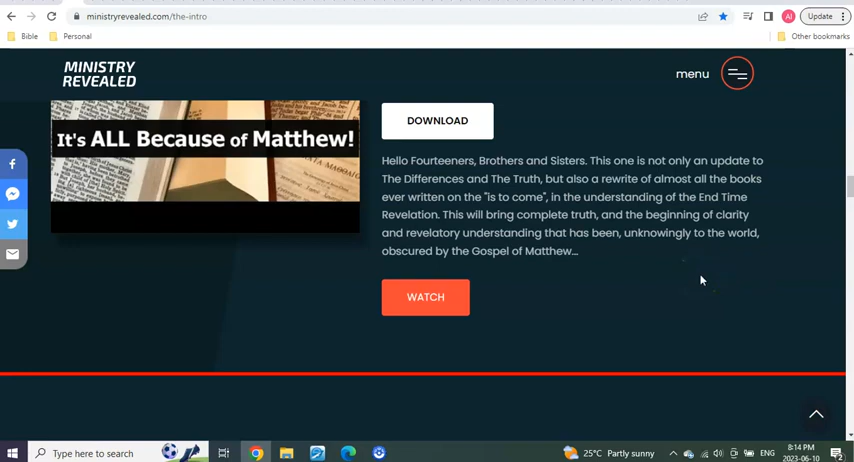 ministryrevealed.com/the-intro
AI
Update
Bible
Personal
Other bookmarks
MINISTRY
REVEALED
menu
It's ALL Because of Matthew!
DOWNLOAD
Hello Fourteeners, Brothers and Sisters. This one is not only an update to
The Differences and The Truth, but also a rewrite of almost all the books
ever written on the "is to come", in the understanding of the End Time
Revelation. This will bring complete truth, and the beginning of clarity
and revelatory understanding that has been, unknowingly to the world,
obscured by the Gospel of Matthew...
WATCH
Type here to search
25°C Partly sunny
ENG
8:14 PM
2023-06-10
2